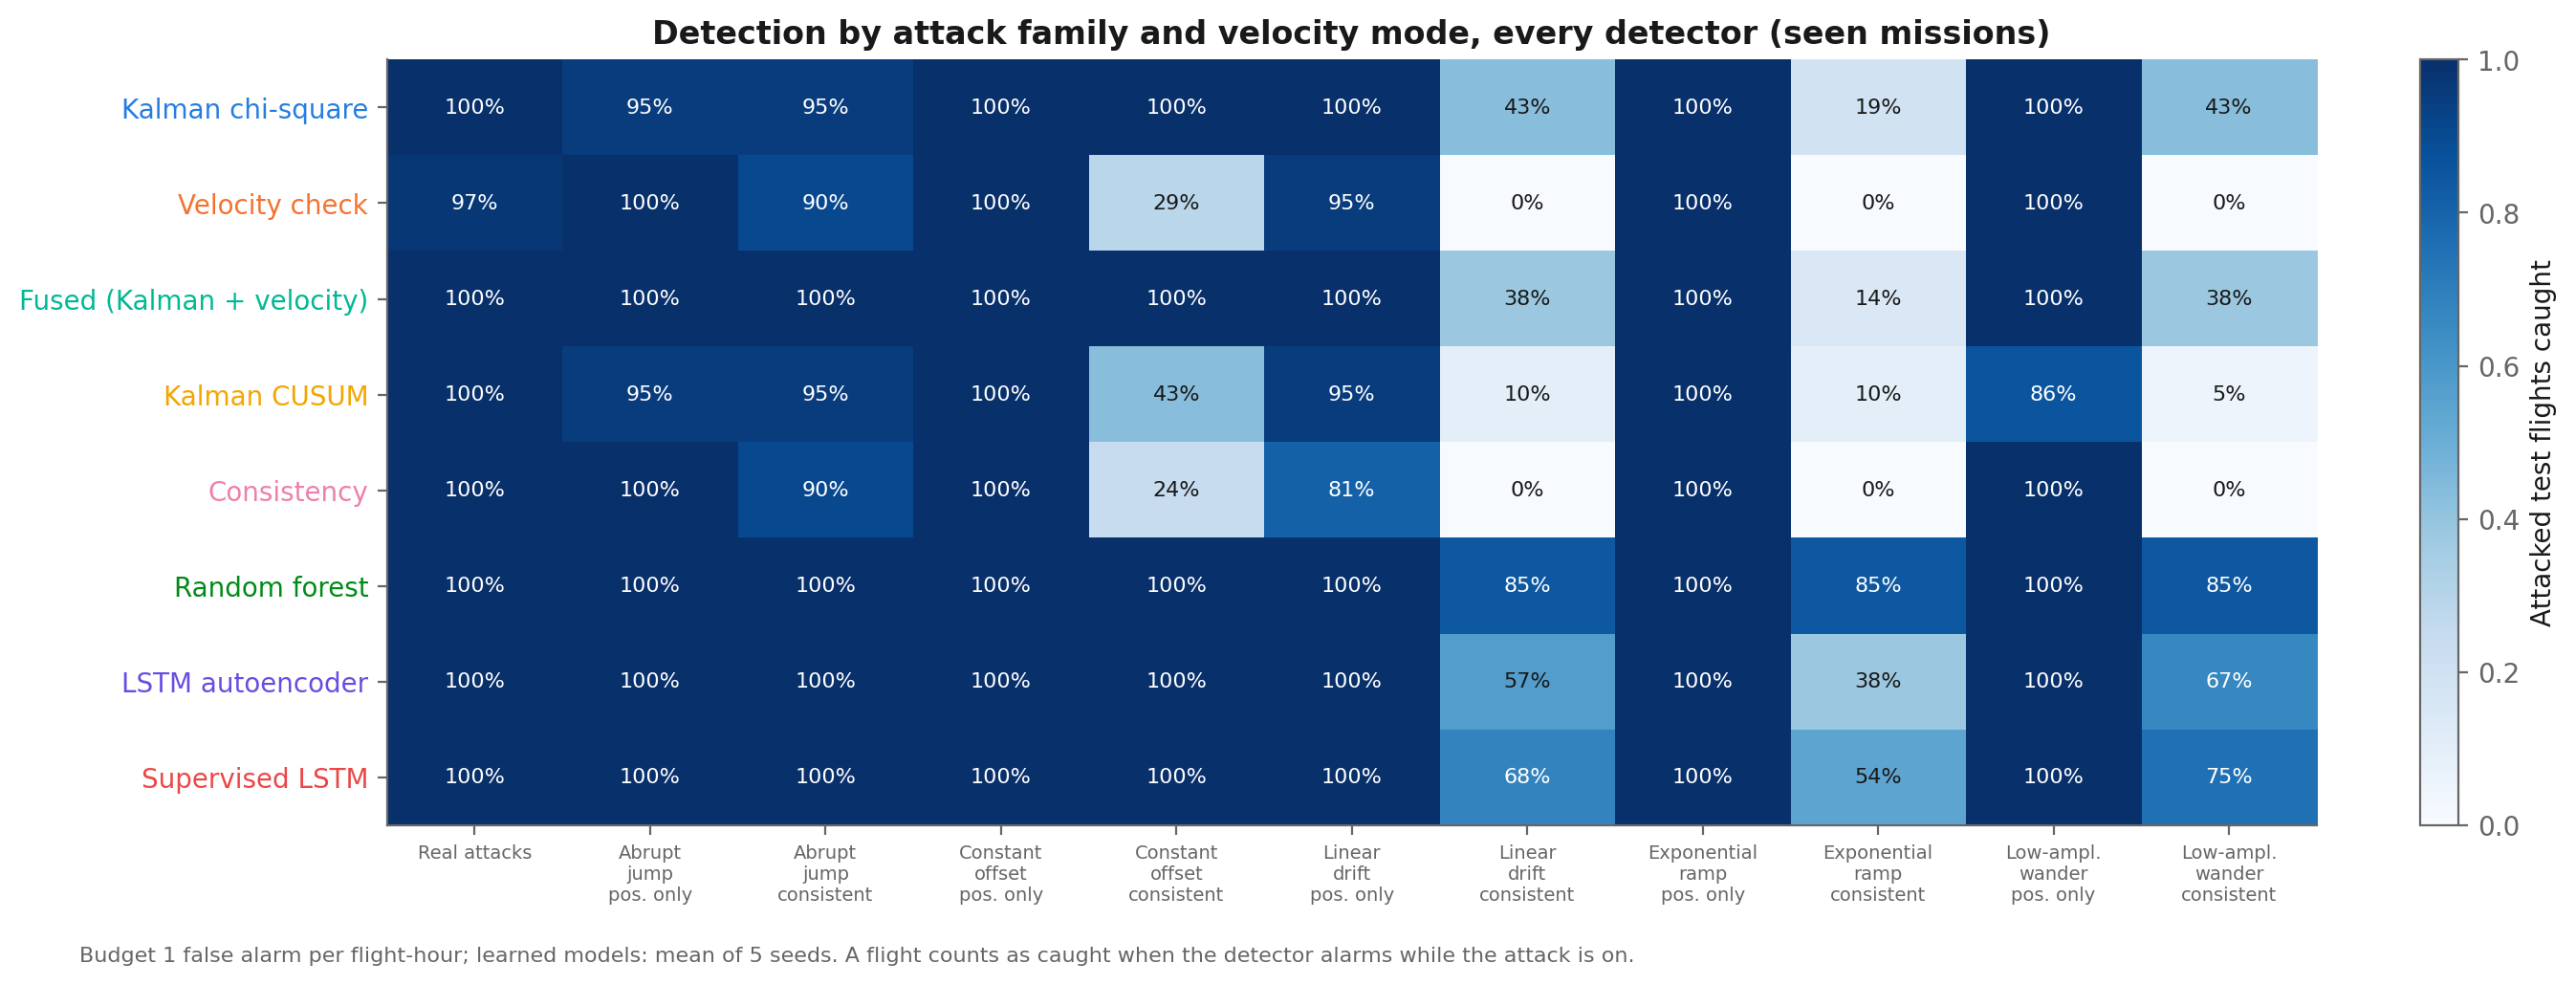 Detection by attack family and velocity mode, every detector (seen missions)
Kalman chi-square 100% 95% 95% 100% 100% 100% 43% 100% 19% 100% 43%
Velocity check 97% 100% 90% 100% 29% 95% 0% 100% 0% 100% 0%
Fused (Kalman + velocity) 100% 100% 100% 100% 100% 100% 38% 100% 14% 100% 38%
Kalman CUSUM 100% 95% 95% 100% 43% 95% 10% 100% 10% 86% 5%
Consistency 100% 100% 90% 100% 24% 81% 0% 100% 0% 100% 0%
Random forest 100% 100% 100% 100% 100% 100% 85% 100% 85% 100% 85%
LSTM autoencoder 100% 100% 100% 100% 100% 100% 57% 100% 38% 100% 67%
Supervised LSTM 100% 100% 100% 100% 100% 100% 68% 100% 54% 100% 75%
Real attacks
Abrupt
jump
pos. only
Abrupt
jump
consistent
Constant
offset
pos. only
Constant
offset
consistent
Linear
drift
pos. only
Linear
drift
consistent
Exponential
ramp
pos. only
Exponential
ramp
consistent
Low-ampl.
wander
pos. only
Low-ampl.
wander
consistent
1.0
0.8
0.6
0.4
0.2
0.0
Attacked test flights caught
Budget 1 false alarm per flight-hour; learned models: mean of 5 seeds. A flight counts as caught when the detector alarms while the attack is on.